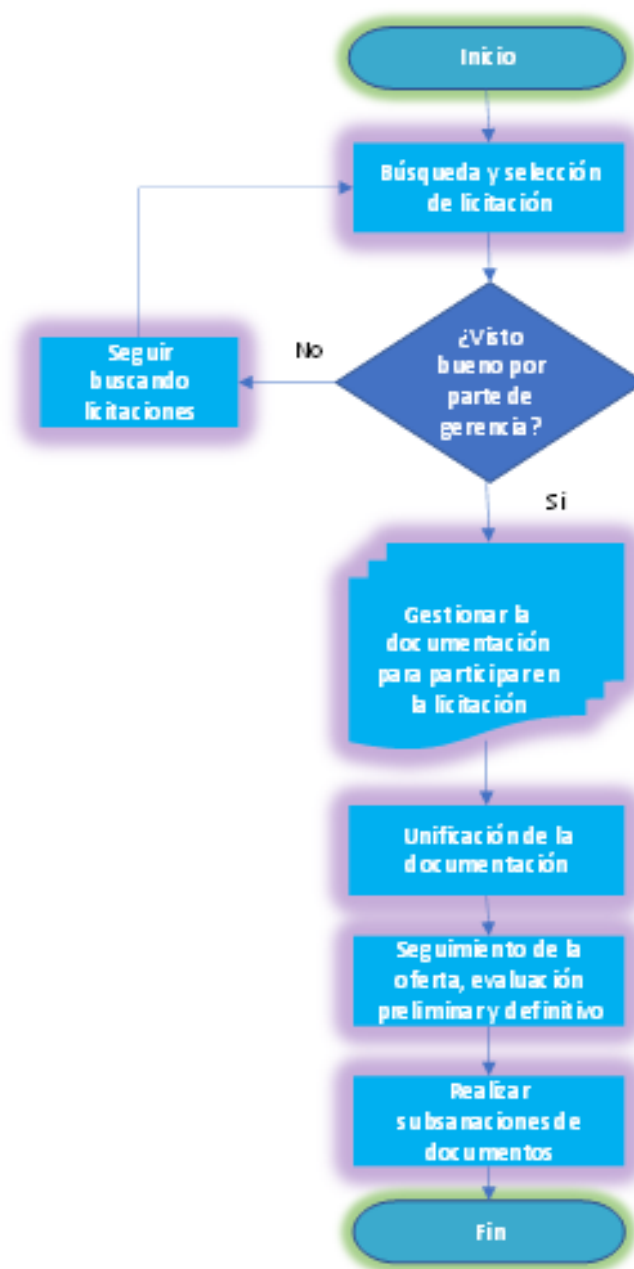 Inicio
Búsqueda y selección
de licitación
¿Visto
bueno por
parte de
gerencia?
No
Seguir
buscando
licitaciones
Si
Gestionar la
documentación
para participar en
la licitación
Unificación de la
documentación
Seguimiento de la
oferta, evaluación
preliminar y definitivo
Realizar
subsanaciones de
documentos
Fin